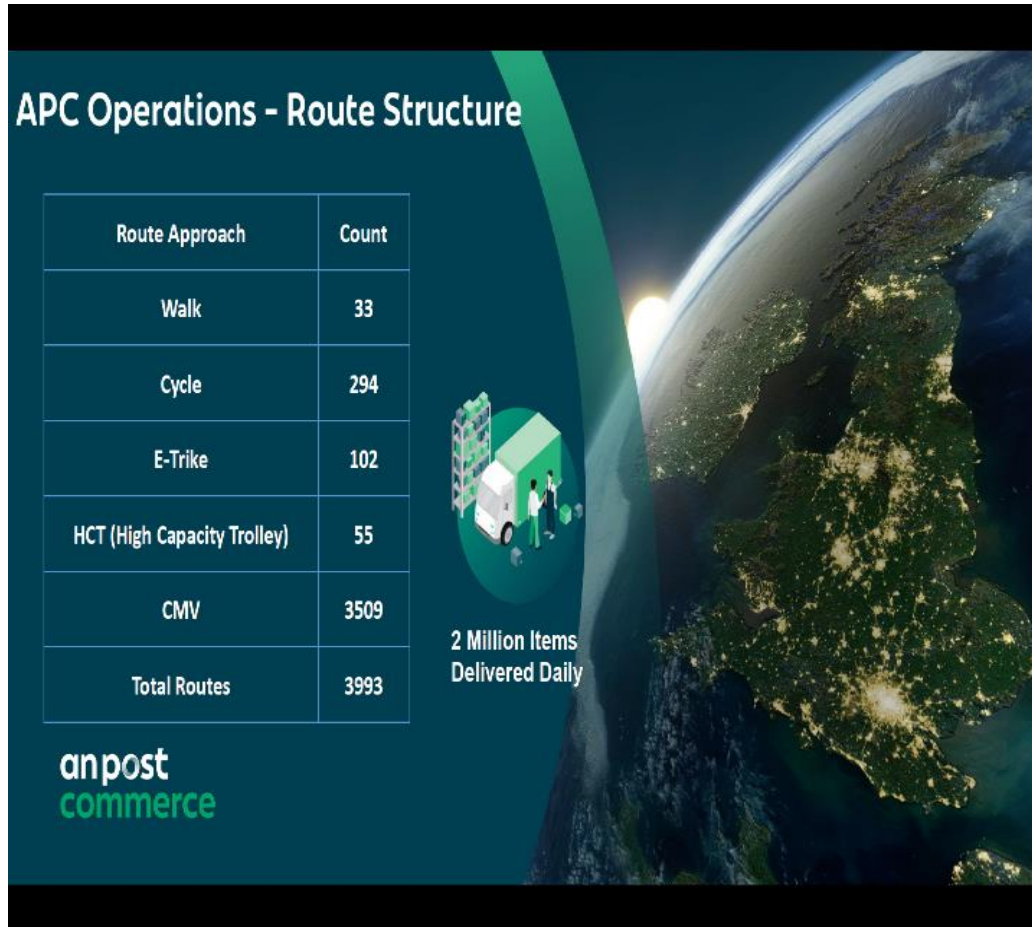 APC Operations - Route Structure
Route Approach Count
Walk 33
Cycle 294
E-Trike 102
HCT (High Capacity Trolley) 55
CMV 3509
Total Routes 3993
2 Million Items
Delivered Daily
anpost
commerce